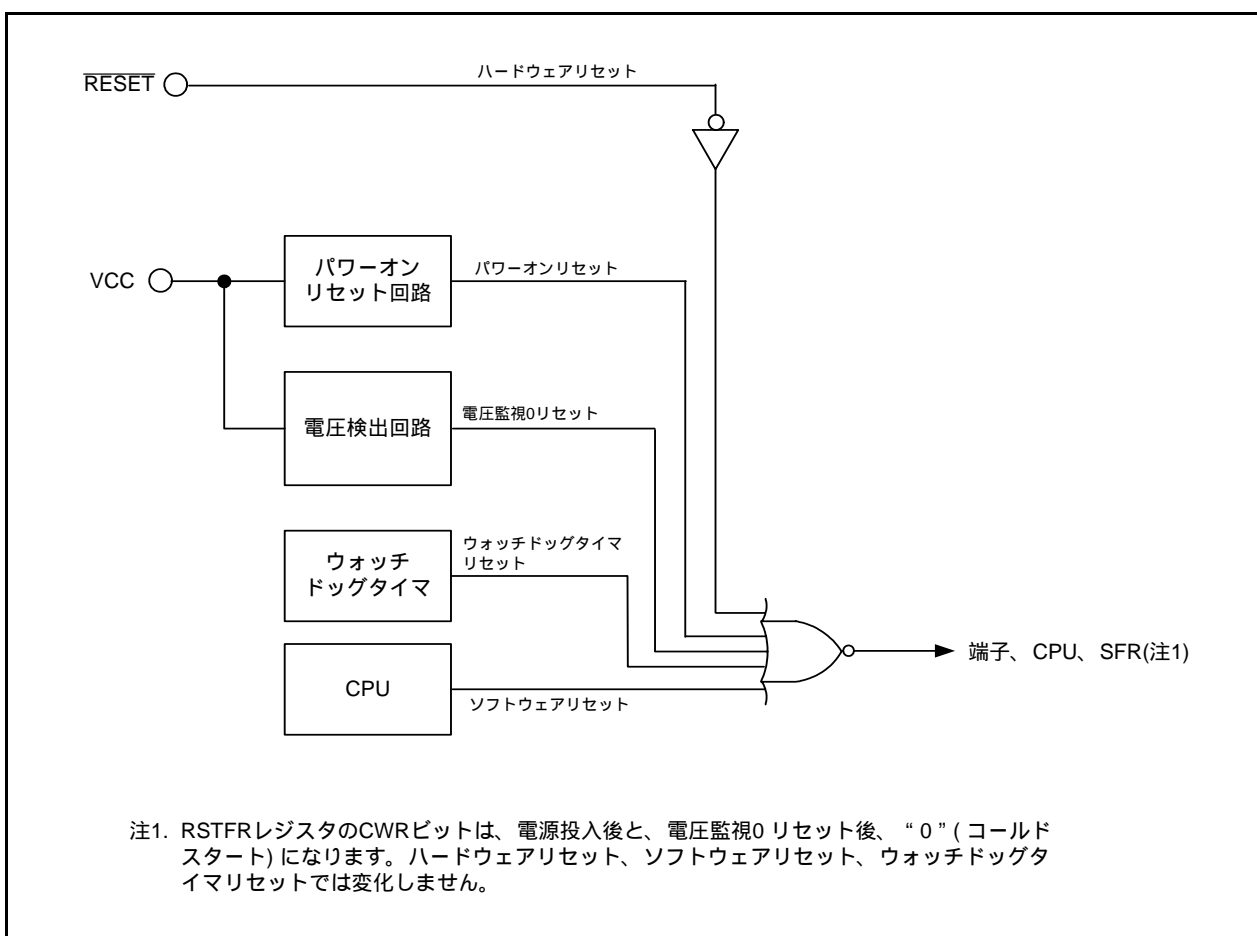 RESET
ハードウェアリセット
VCC
パワーオン
リセット回路
パワーオンリセット
電圧検出回路
電圧監視0リセット
ウォッチ
ドッグタイマ
ウォッチドッグタイマ
リセット
CPU
ソフトウェアリセット
端子、CPU、SFR(注1)
注1. RSTFRレジスタのCWRビットは、電源投入後と、電圧監視0 リセット後、“ 0 ” ( コールド
スタート) になります。ハードウェアリセット、ソフトウェアリセット、ウォッチドッグタ
イマリセットでは変化しません。